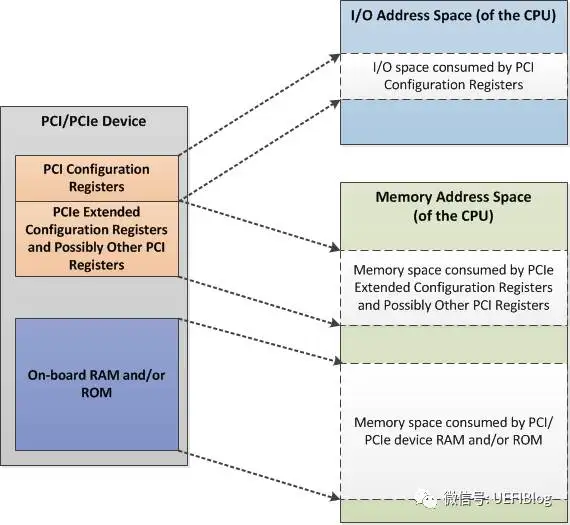 I/O Address Space (of the CPU)
I/O space consumed by PCI
Configuration Registers
PCI/PCIe Device
PCI Configuration
Registers
PCIe Extended
Configuration Registers
and Possibly Other PCI
Registers
On-board RAM and/or
ROM
Memory Address Space
(of the CPU)
Memory space consumed by PCIe
Extended Configuration Registers
and Possibly Other PCI Registers
Memory space consumed by PCI/
PCIe device RAM and/or ROM
微信号: UEFIBlog